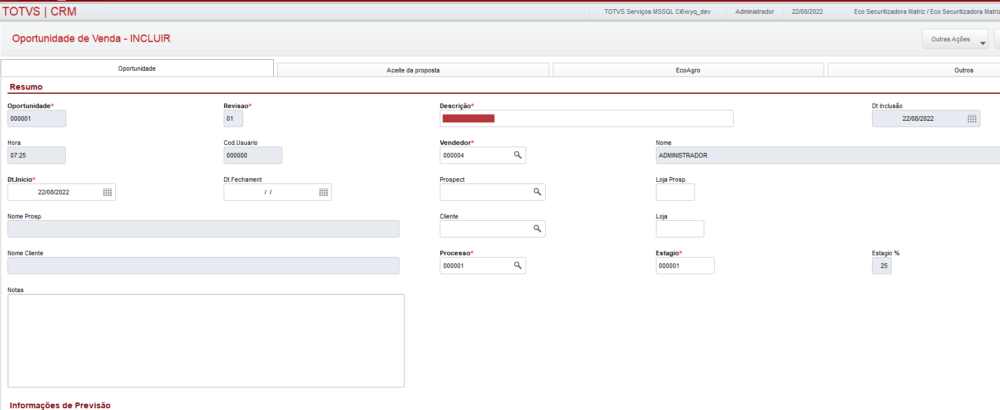 TOTVS | CRM
TOTVS Serviços MSSQL Ci6wyq_dev Administrador 22/08/2022 Eco Securitizadora Matriz / Eco Securitizadora Matriz
Oportunidade de Venda - INCLUIR
Outras Ações
Oportunidade Aceite da proposta EcoAgro Outros
Resumo
Oportunidade* Revisao* Descrição* Dt Inclusão
000001 01 22/08/2022
Hora Cod.Usuario Vendedor* Nome
07:25 000000 000004 ADMINISTRADOR
Dt.Inicio* Dt.Fechament Prospect Loja Prosp.
22/08/2022 / /
Nome Prosp. Cliente Loja
Nome Cliente Processo* Estagio* Estagio %
000001 000001 25
Notas
Informações de Previsão